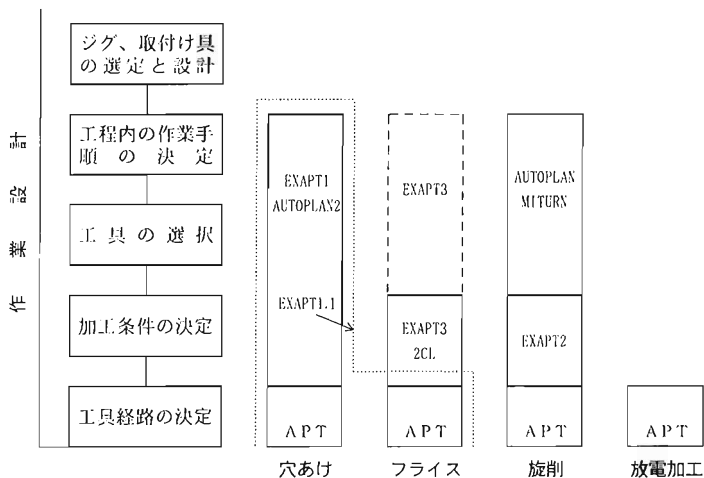 作業設計
ジグ、取付け具
の選定と設計
工程内の作業手
順の決定
工具の選択
加工条件の決定
工具経路の決定
EXAPT1
AUTOPLAN2
EXAPT1.1
APT
穴あけ
EXAPT3
EXAPT3
2CL
APT
フライス
AUTOPLAN
MITURN
EXAPT2
APT
旋削
APT
放電加工